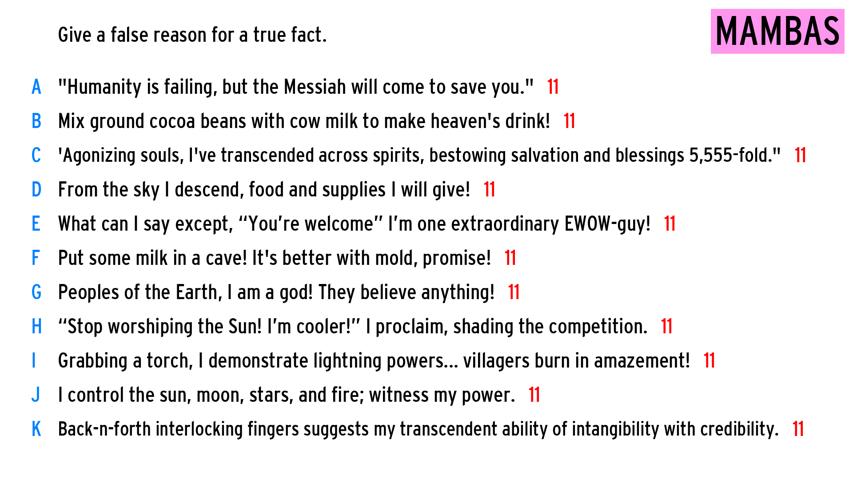 Give a false reason for a true fact.
MAMBAS
A "Humanity is failing, but the Messiah will come to save you." 11
B Mix ground cocoa beans with cow milk to make heaven's drink! 11
C 'Agonizing souls, I've transcended across spirits, bestowing salvation and blessings 5,555-fold." 11
D From the sky I descend, food and supplies I will give! 11
E What can I say except, “You’re welcome” I’m one extraordinary EWOW-guy! 11
F Put some milk in a cave! It's better with mold, promise! 11
G Peoples of the Earth, I am a god! They believe anything! 11
H “Stop worshiping the Sun! I’m cooler!” I proclaim, shading the competition. 11
I Grabbing a torch, I demonstrate lightning powers... villagers burn in amazement! 11
J I control the sun, moon, stars, and fire; witness my power. 11
K Back-n-forth interlocking fingers suggests my transcendent ability of intangibility with credibility. 11